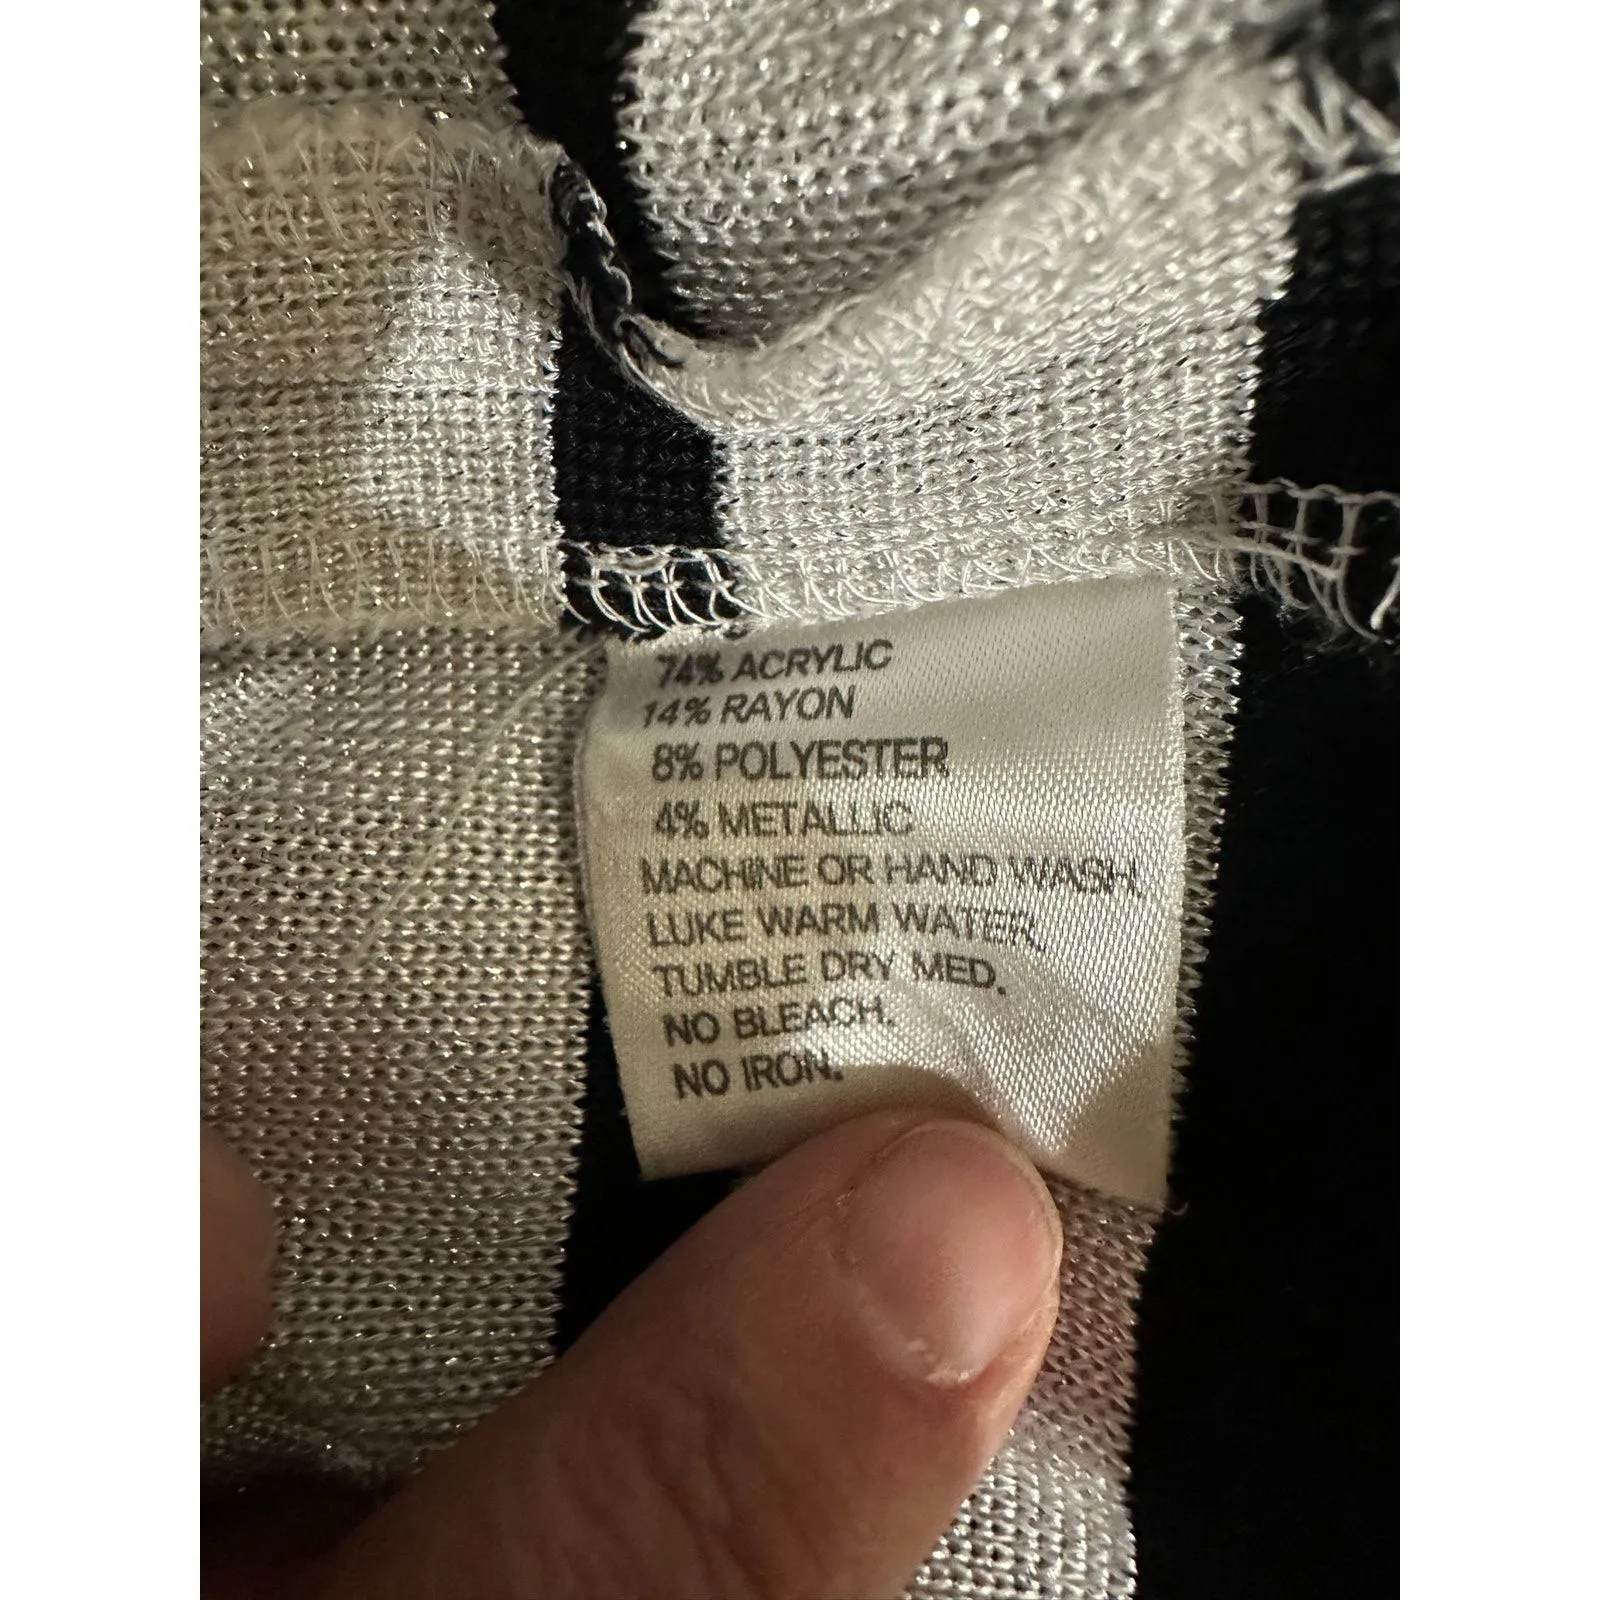 74% ACRYLIC
14% RAYON
8% POLYESTER
4% METALLIC
MACHINE OR HAND WASH.
LUKE WARM WATER.
TUMBLE DRY MED.
NO BLEACH.
NO IRON.